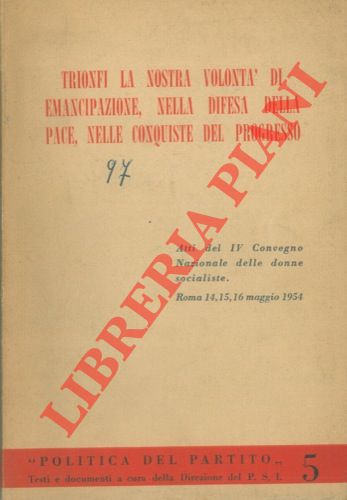 TRIONFI LA NOSTRA VOLONTA' DI
EMANCIPAZIONE, NELLA DIFESA DELLA
PACE, NELLE CONQUISTE DEL PROGRESSO
97
Atti del IV Convegno
Nazionale delle donne
socialiste.
Roma 14, 15, 16 maggio 1954
LIBRERIA PIANI
"POLITICA DEL PARTITO„ 5
Testi e documenti a cura della Direzione del P. S. I.